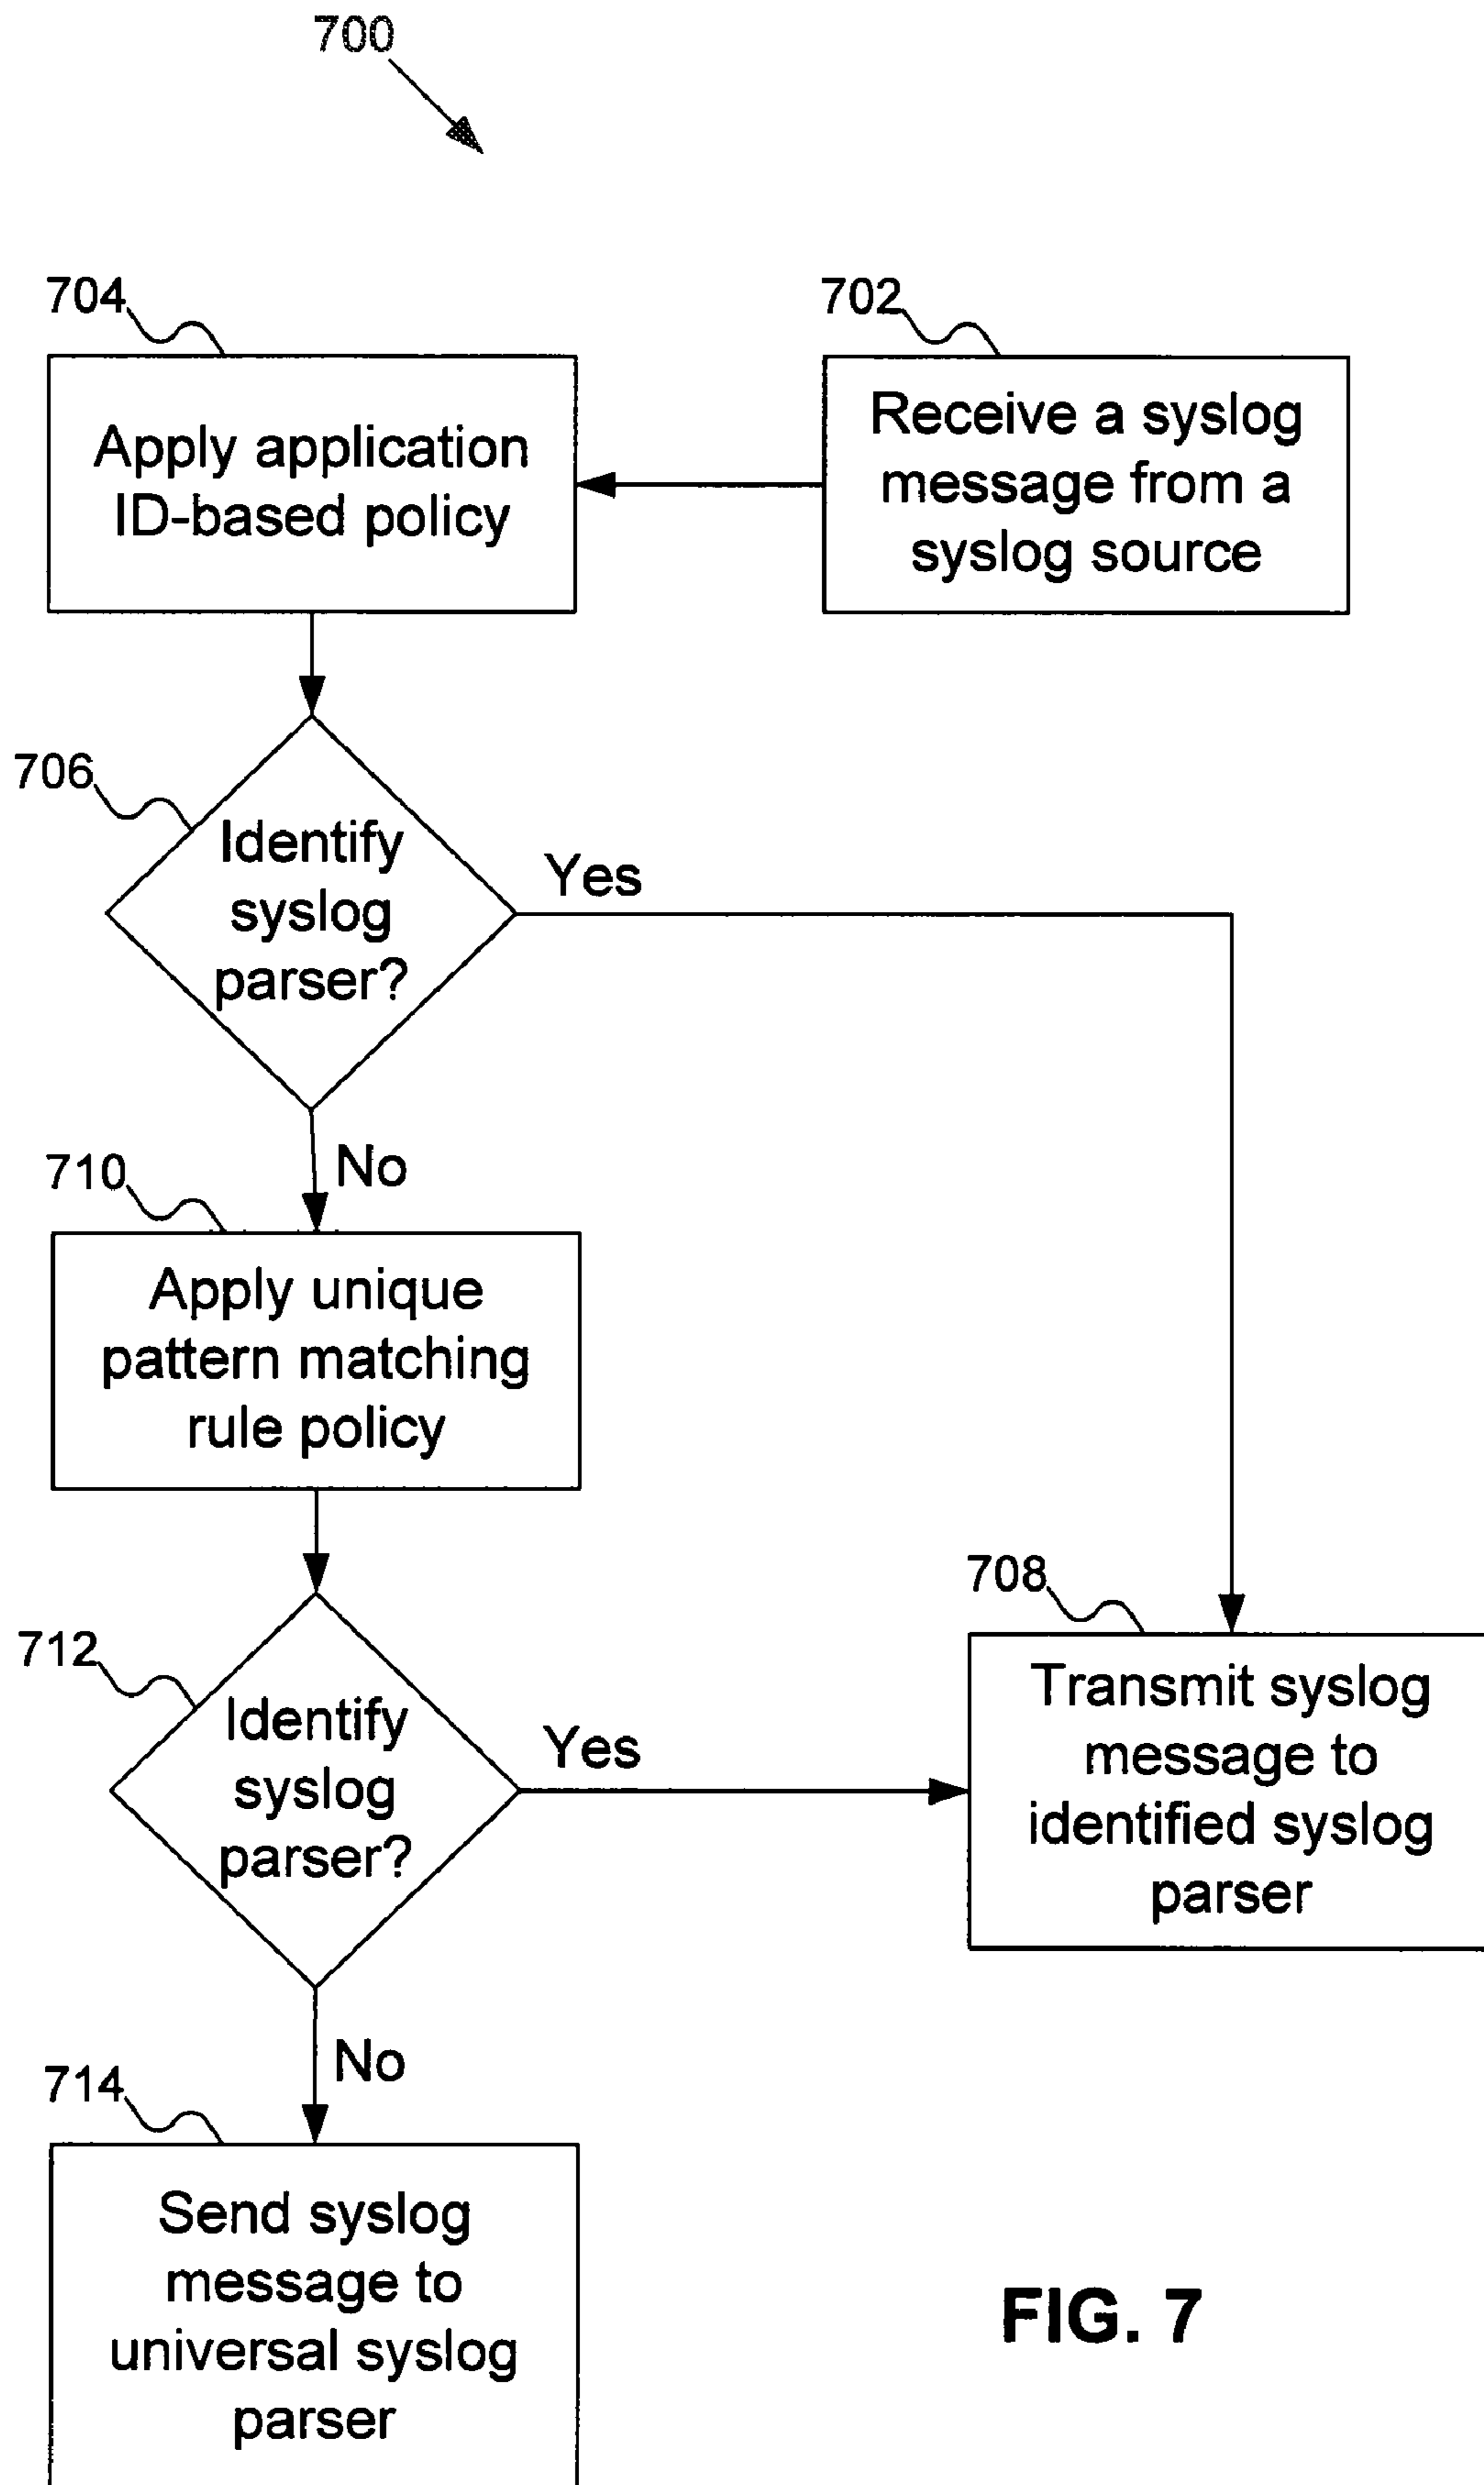 700
704
Apply application
ID-based policy
702
Receive a syslog
message from a
syslog source
706
Identify
syslog
parser?
Yes
No
710
Apply unique
pattern matching
rule policy
712
Identify
syslog
parser?
Yes
708
Transmit syslog
message to
identified syslog
parser
No
714
Send syslog
message to
universal syslog
parser
FIG. 7